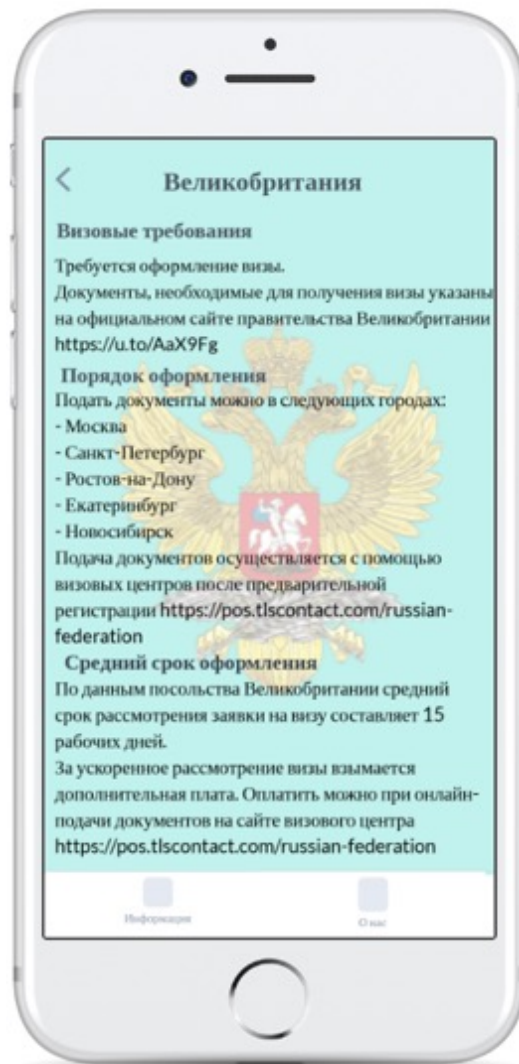 Великобритания
Визовые требования
Требуется оформление визы.
Документы, необходимые для получения визы указаны
на официальном сайте правительства Великобритании
https://u.to/AaX9Fg
Порядок оформления
Подать документы можно в следующих городах:
- Москва
- Санкт-Петербург
- Ростов-на-Дону
- Екатеринбург
- Новосибирск
Подача документов осуществляется с помощью
визовых центров после предварительной
регистрации https://pos.tlscontact.com/russian-
federation
Средний срок оформления
По данным посольства Великобритании средний
срок рассмотрения заявки на визу составляет 15
рабочих дней.
За ускоренное рассмотрение визы взымается
дополнительная плата. Оплатить можно при онлайн-
подачи документов на сайте визового центра
https://pos.tlscontact.com/russian-federation
Информация О нас